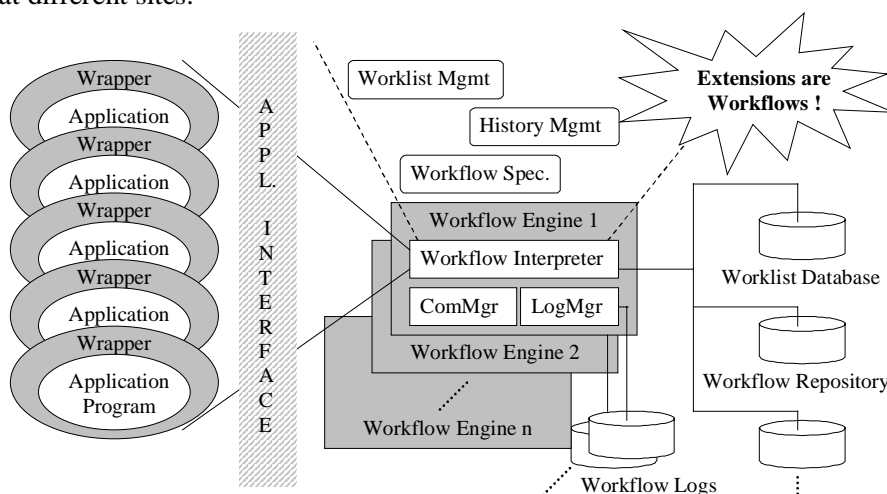 at different sites.
Wrapper
Application
Wrapper
Application
Wrapper
Application
Wrapper
Application
Wrapper
Application
Program
APPL. INTERFACE
Worklist Mgmt
History Mgmt
Workflow Spec.
Extensions are
Workflows !
Workflow Engine 1
Workflow Interpreter
ComMgr
LogMgr
Workflow Engine 2
Workflow Engine n
Workflow Logs
Worklist Database
Workflow Repository